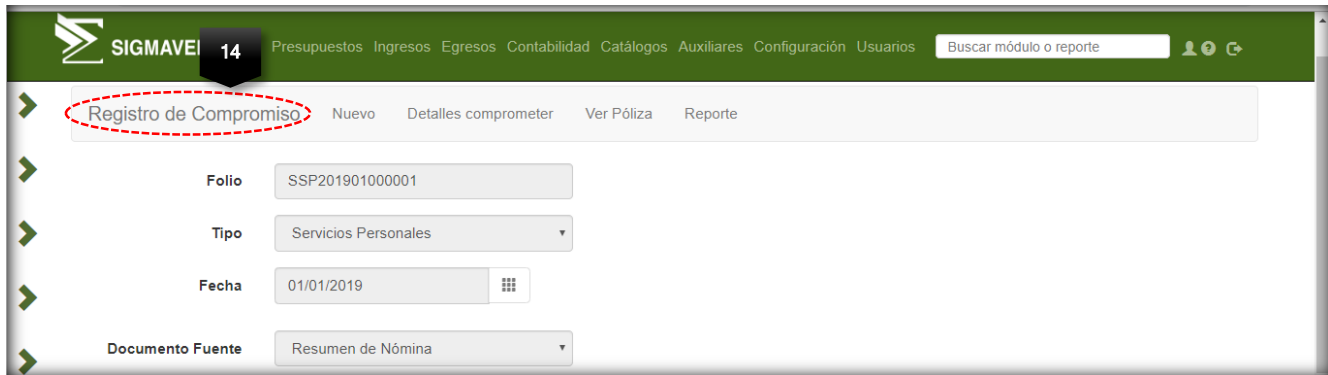 SIGMAVE 14 Presupuestos Ingresos Egresos Contabilidad Catálogos Auxiliares Configuración Usuarios Buscar módulo o reporte
Registro de Compromiso Nuevo Detalles comprometer Ver Póliza Reporte
Folio SSP201901000001
Tipo Servicios Personales
Fecha 01/01/2019
Documento Fuente Resumen de Nómina